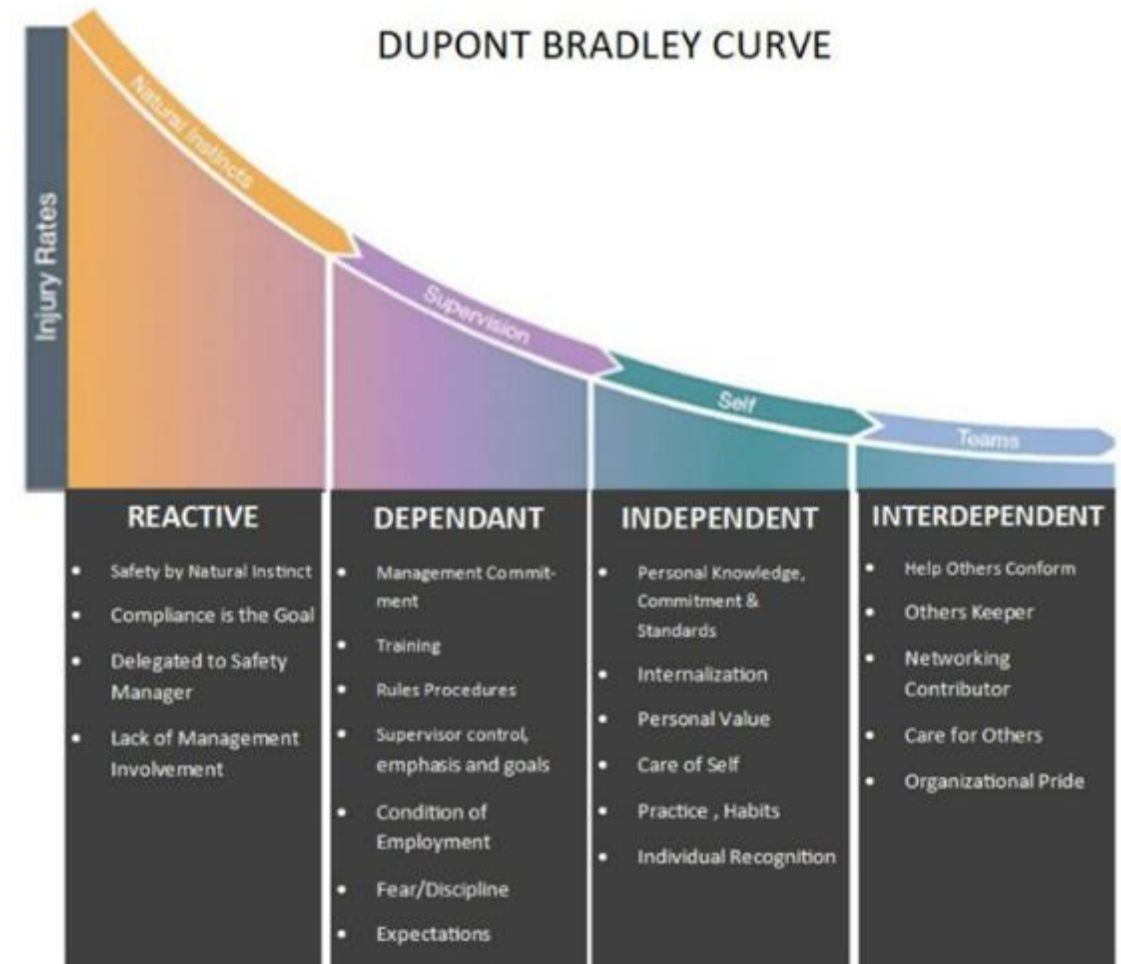 DUPONT BRADLEY CURVE
Injury Rates
Natural Instincts
Supervision
Self
Teams
REACTIVE
• Safety by Natural Instinct
• Compliance is the Goal
• Delegated to Safety
Manager
• Lack of Management
Involvement
DEPENDANT
• Management Commit-
ment
• Training
• Rules Procedures
• Supervisor control,
emphasis and goals
• Condition of
Employment
• Fear/Discipline
• Expectations
INDEPENDENT
• Personal Knowledge,
Commitment &
Standards
• Internalization
• Personal Value
• Care of Self
• Practice , Habits
• Individual Recognition
INTERDEPENDENT
• Help Others Conform
• Others Keeper
• Networking
Contributor
• Care for Others
• Organizational Pride